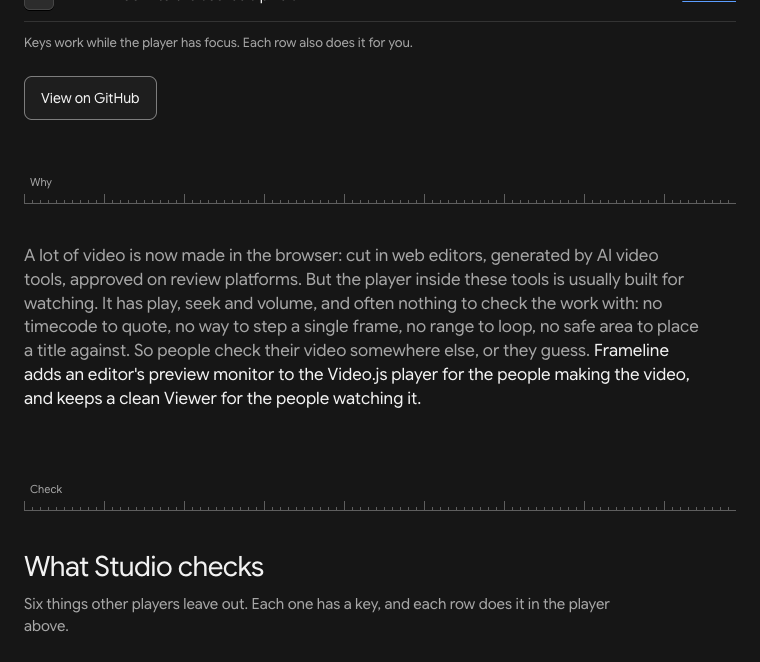 Keys work while the player has focus. Each row also does it for you.
View on GitHub
Why
A lot of video is now made in the browser: cut in web editors, generated by AI video
tools, approved on review platforms. But the player inside these tools is usually built for
watching. It has play, seek and volume, and often nothing to check the work with: no
timecode to quote, no way to step a single frame, no range to loop, no safe area to place
a title against. So people check their video somewhere else, or they guess. Frameline
adds an editor's preview monitor to the Video.js player for the people making the video,
and keeps a clean Viewer for the people watching it.
Check
What Studio checks
Six things other players leave out. Each one has a key, and each row does it in the player
above.